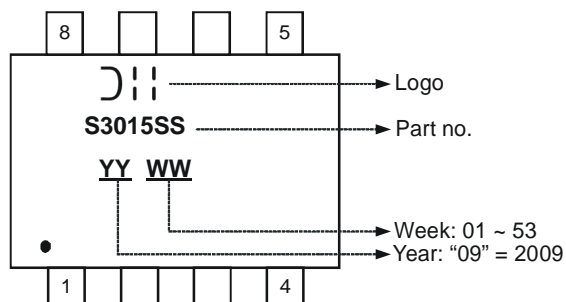 8 5
Logo
S3015SS Part no.
YY WW
Week: 01 ~ 53
Year: “09” = 2009
1 4